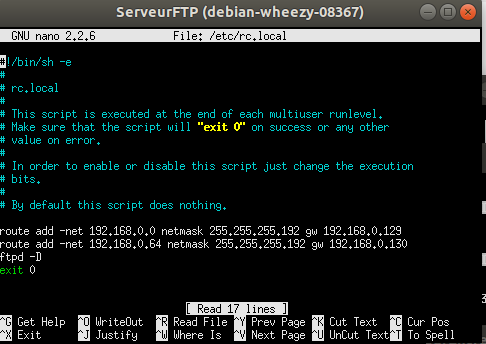 ServeurFTP (debian-wheezy-08367)
GNU nano 2.2.6 File: /etc/rc.local
#!/bin/sh -e
#
# rc.local
#
# This script is executed at the end of each multiuser runlevel.
# Make sure that the script will "exit 0" on success or any other
# value on error.
#
# In order to enable or disable this script just change the execution
# bits.
#
# By default this script does nothing.
route add -net 192.168.0.0 netmask 255.255.255.192 gw 192.168.0.129
route add -net 192.168.0.64 netmask 255.255.255.192 gw 192.168.0.130
ftpd -D
exit 0
[ Read 17 lines ]
^G Get Help ^O WriteOut ^R Read File ^Y Prev Page ^K Cut Text ^C Cur Pos
^X Exit ^J Justify ^W Where Is ^V Next Page ^U UnCut Text ^T To Spell